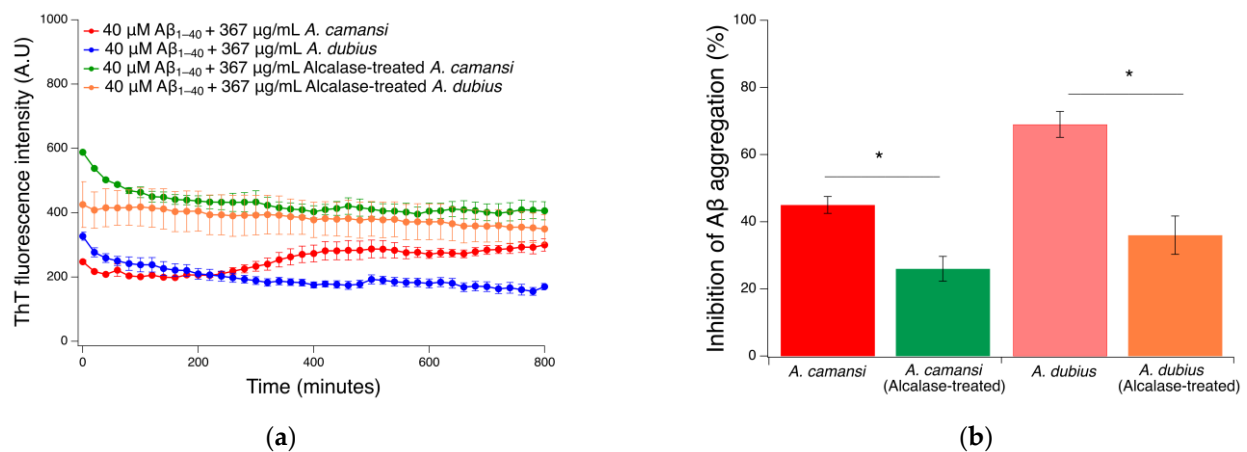 1000
800
600
400
200
0
ThT fluorescence intensity (A.U)
40 μM Aβ1–40 + 367 μg/mL A. camansi
40 μM Aβ1–40 + 367 μg/mL A. dubius
40 μM Aβ1–40 + 367 μg/mL Alcalase-treated A. camansi
40 μM Aβ1–40 + 367 μg/mL Alcalase-treated A. dubius
0 200 400 600 800
Time (minutes)
(a)
100
80
60
40
20
0
Inhibition of Aβ aggregation (%)
*
*
A. camansi
A. camansi
(Alcalase-treated)
A. dubius
A. dubius
(Alcalase-treated)
(b)